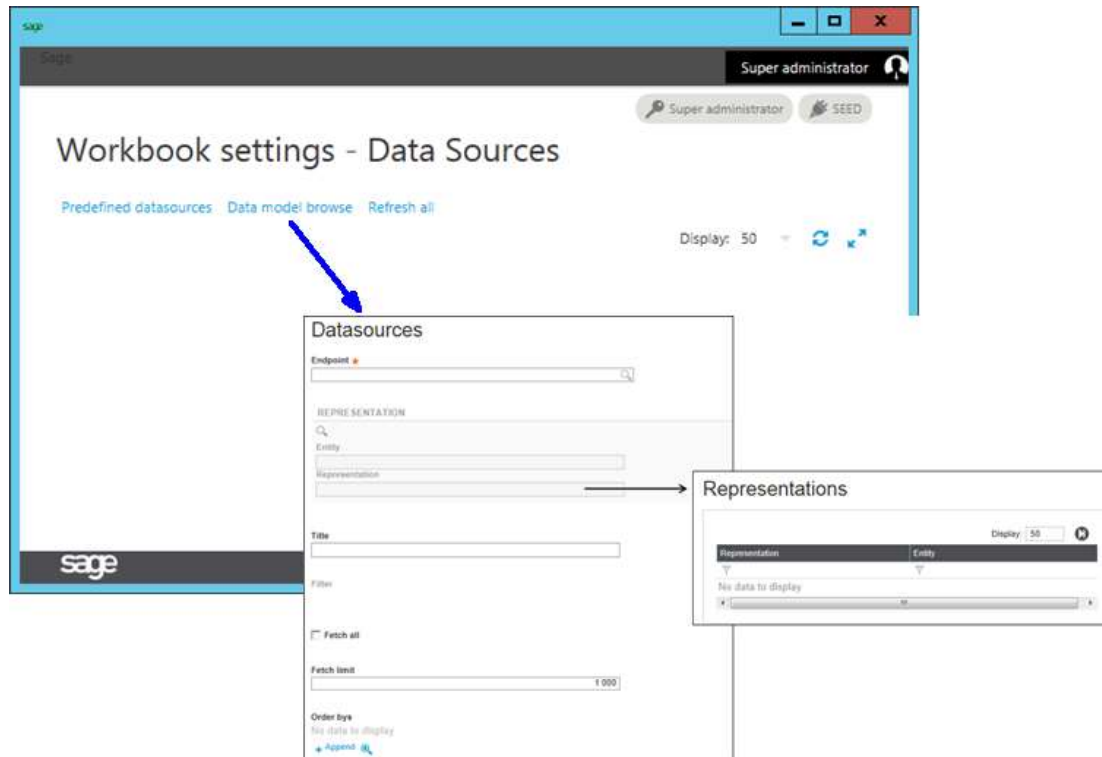 sage
X
Sage
Super administrator
Super administrator SEED
Workbook settings - Data Sources
Predefined datasources Data model browse Refresh all
Display: 50
Datasources
Endpoint
REPRESENTATION
Entity
Representation
Representations
Display 50
Representation Entity
No data to display
Title
Filter
Fetch all
Fetch limit
1 000
Order bys
No data to display
+ Append
sage